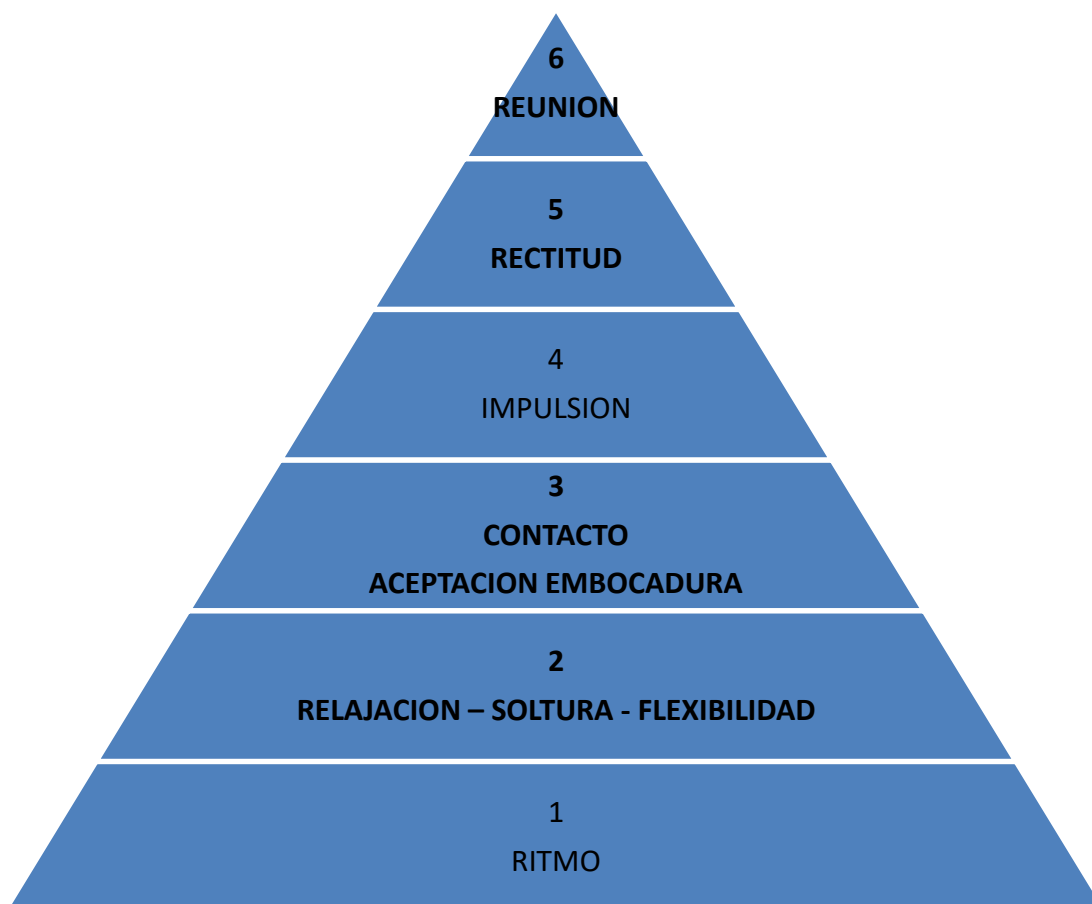 6
REUNION
5
RECTITUD
4
IMPULSION
3
CONTACTO
ACEPTACION EMBOCADURA
2
RELAJACION – SOLTURA - FLEXIBILIDAD
1
RITMO